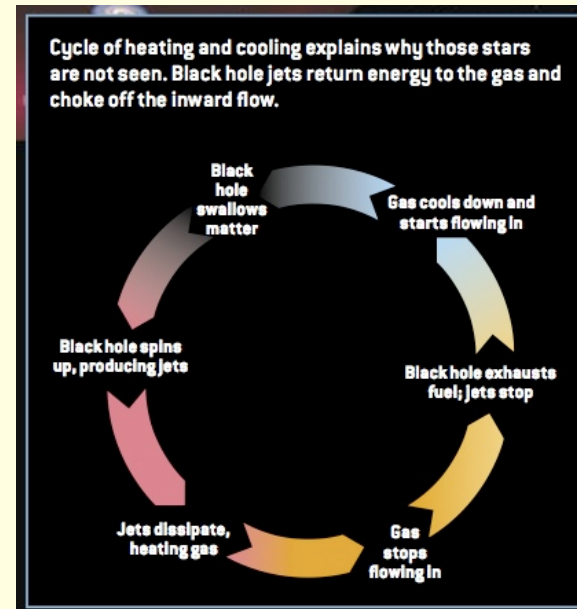 Cycle of heating and cooling explains why those stars
are not seen. Black hole jets return energy to the gas and
choke off the inward flow.
Black
hole
swallows
matter
Gas cools down and
starts flowing in
Black hole exhausts
fuel; jets stop
Gas
stops
flowing in
Jets dissipate,
heating gas
Black hole spins
up, producing jets